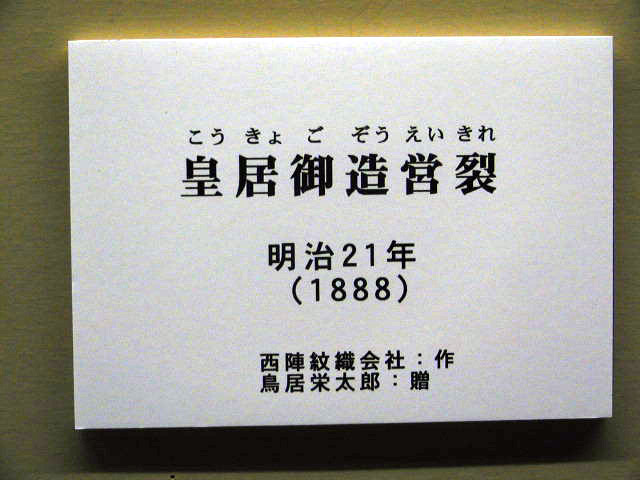 こうきょごぞうえいきれ
皇居御造営裂
明治21年
(1888)
西陣紋織会社：作
鳥居栄太郎：贈